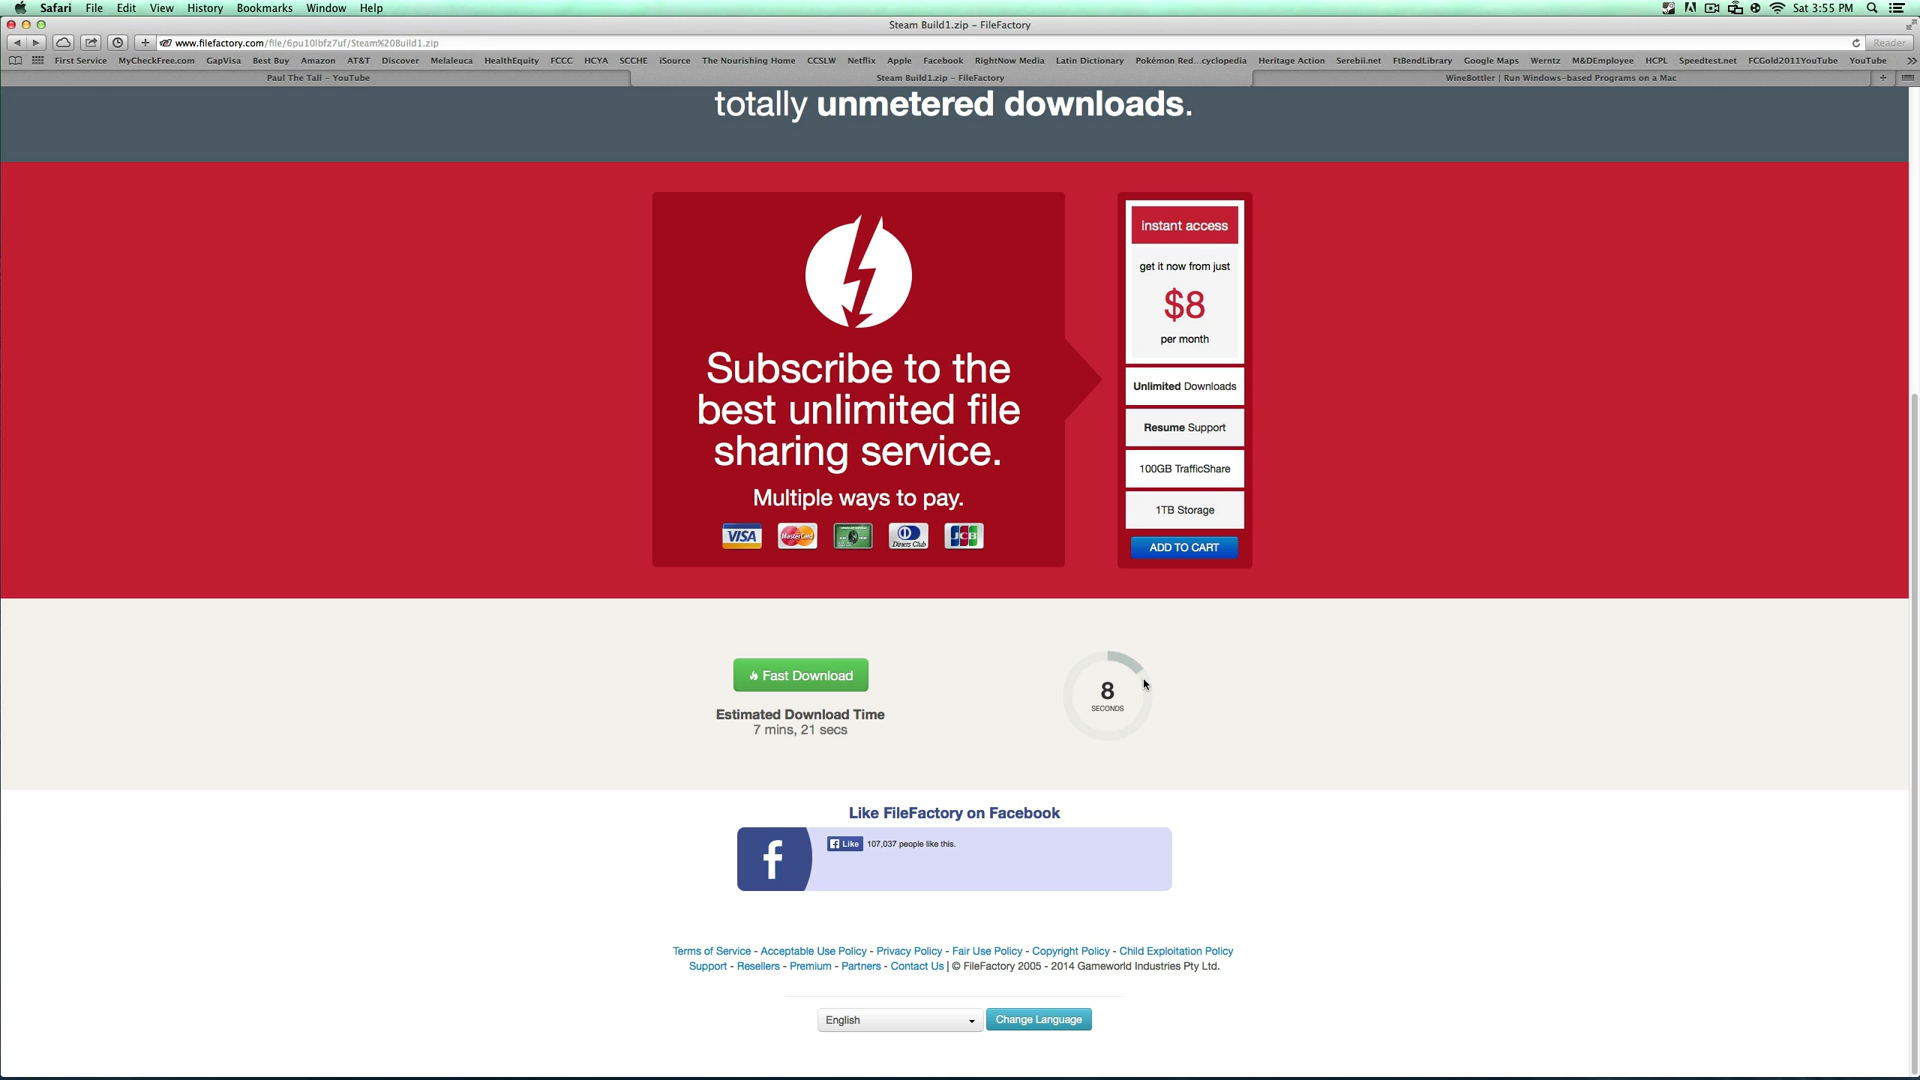 Safari File Edit View History Bookmarks Window Help Sat 3:55 PM
Steam Build1.zip – FileFactory
www.filefactory.com/file/6pu10lbfz7uf/Steam%20Build1.zip Reader
First Service MyCheckFree.com GapVisa Best Buy Amazon AT&T Discover Melaleuca HealthEquity FCCC HCYA SCCHE iSource The Nourishing Home CCSLW Netflix Apple Facebook RightNow Media Latin Dictionary Pokémon Red...cyclopedia Heritage Action Serebii.net FtBendLibrary Google Maps Werntz M&DEmployee HCPL Speedtest.net FCGold2011YouTube YouTube
Paul The Tall – YouTube Steam Build1.zip – FileFactory WineBottler | Run Windows-based Programs on a Mac
totally unmetered downloads.
Subscribe to the
best unlimited file
sharing service.
Multiple ways to pay.
VISA MasterCard Diners Club JCB
instant access
get it now from just
$8
per month
Unlimited Downloads
Resume Support
100GB TrafficShare
1TB Storage
ADD TO CART
Fast Download
Estimated Download Time
7 mins, 21 secs
8
SECONDS
Like FileFactory on Facebook
f Like 107,037 people like this.
Terms of Service - Acceptable Use Policy - Privacy Policy - Fair Use Policy - Copyright Policy - Child Exploitation Policy
Support - Resellers - Premium - Partners - Contact Us | © FileFactory 2005 - 2014 Gameworld Industries Pty Ltd.
English Change Language